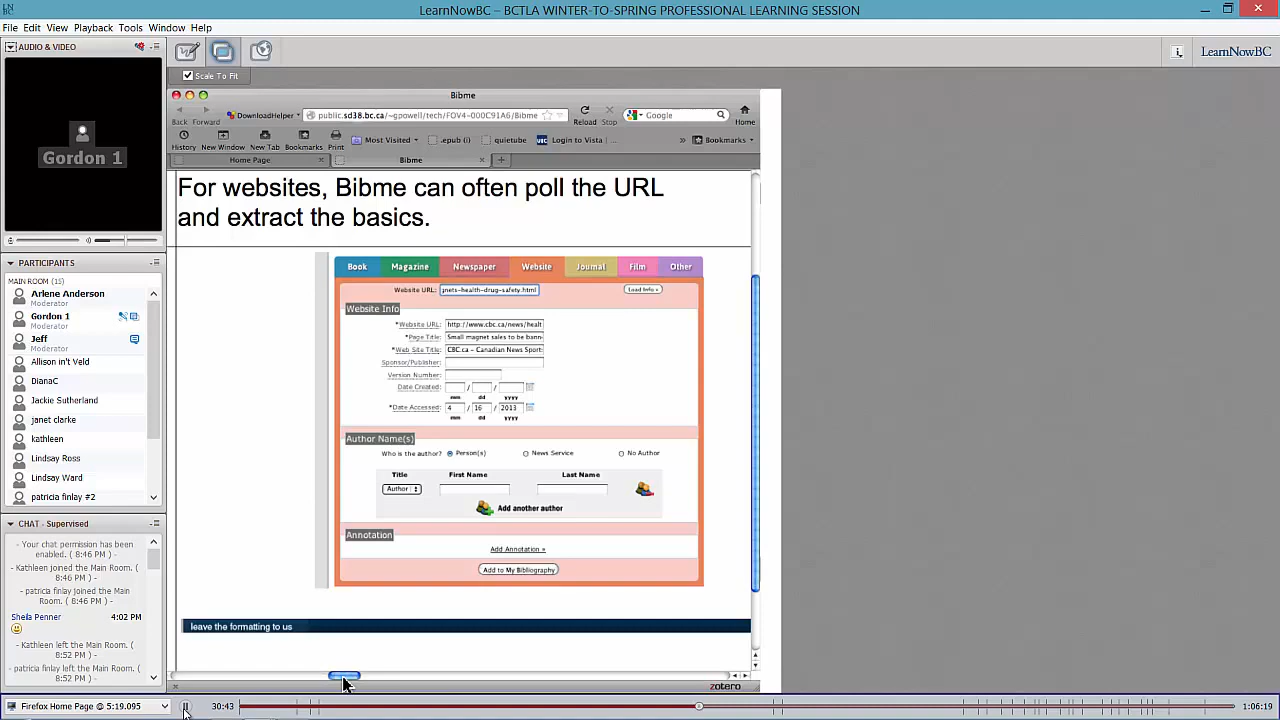 LearnNowBC – BCTLA WINTER-TO-SPRING PROFESSIONAL LEARNING SESSION
File Edit View Playback Tools Window Help
AUDIO & VIDEO
LearnNowBC
Scale To Fit
Gordon 1
Bibme
Back Forward
DownloadHelper
public.sd38.bc.ca/~gpowell/tech/FOV4-000C91A6/Bibme
Reload Stop
Google
Home
History New Window New Tab Bookmarks Print
Most Visited .epub (i) quietube Login to Vista | ... » Bookmarks
Home Page
Bibme
For websites, Bibme can often poll the URL
and extract the basics.
Book Magazine Newspaper Website Journal Film Other
Website URL: gnets-health-drug-safety.html Load Info »
Website Info
*Website URL: http://www.cbc.ca/news/healt
*Page Title: Small magnet sales to be bann
*Web Site Title: CBC.ca – Canadian News Sport
Sponsor/Publisher:
Version Number:
Date Created: / /
mm dd yyyy
*Date Accessed: 4 / 16 / 2013
mm dd yyyy
Author Name(s)
Who is the author? Person(s) News Service No Author
Title First Name Last Name
Author
Add another author
Annotation
Add Annotation »
Add to My Bibliography
leave the formatting to us
zotero
PARTICIPANTS
MAIN ROOM (15)
Arlene Anderson
Moderator
Gordon 1
Moderator
Jeff
Moderator
Allison in't Veld
DianaC
Jackie Sutherland
janet clarke
kathleen
Lindsay Ross
Lindsay Ward
patricia finlay #2
CHAT - Supervised
- Your chat permission has been
enabled. ( 8:46 PM ) -
- Kathleen joined the Main Room.
( 8:46 PM ) -
- patricia finlay joined the Main
Room. ( 8:46 PM ) -
Sheila Penner 4:02 PM
- Kathleen left the Main Room. (
8:52 PM ) -
- patricia finlay left the Main Room. (
8:52 PM ) -
Firefox Home Page @ 5:19.095
30:43
1:06:19